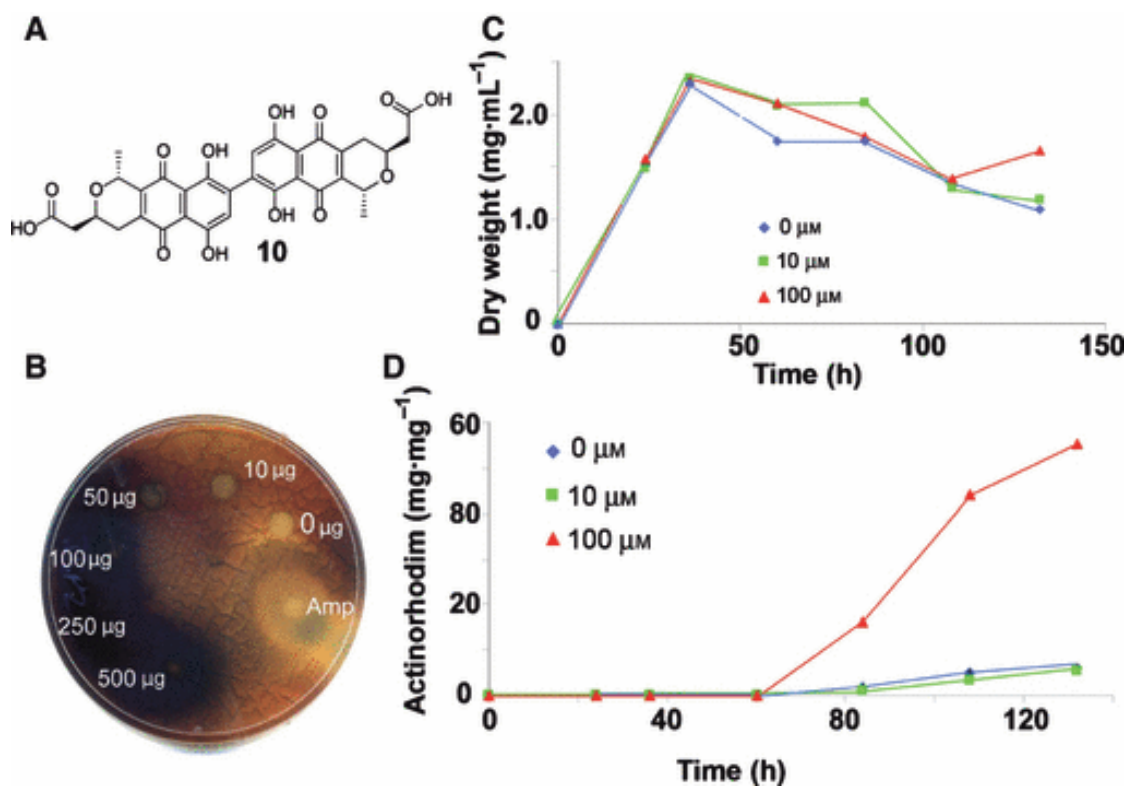 A
O
OH
OH
O
OH
O
OH
O
O
O
HO
O
OH
O
OH
O
10
B
10 µg
50 µg
0 µg
100 µg
Amp
250 µg
500 µg
C
Dry weight (mg·mL⁻¹)
2.0
1.0
0
0 µM
10 µM
100 µM
0
50
100
150
Time (h)
D
Actinorhodim (mg·mg⁻¹)
60
80
20
0
0 µM
10 µM
100 µM
0
40
80
120
Time (h)